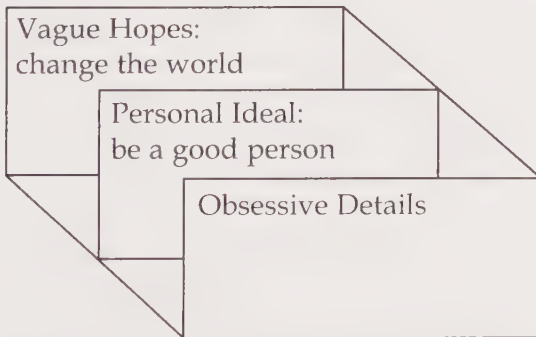 Vague Hopes:
change the world
Personal Ideal:
be a good person
Obsessive Details